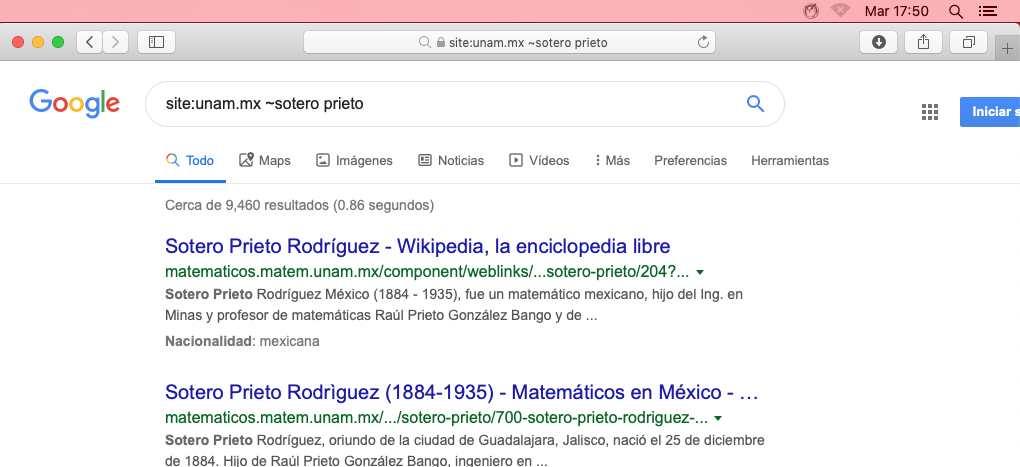 Mar 17:50
site:unam.mx ~sotero prieto
Google
site:unam.mx ~sotero prieto
Iniciar s
Todo Maps Imágenes Noticias Vídeos Más Preferencias Herramientas
Cerca de 9,460 resultados (0.86 segundos)
Sotero Prieto Rodríguez - Wikipedia, la enciclopedia libre
matematicos.matem.unam.mx/component/weblinks/...sotero-prieto/204?...
Sotero Prieto Rodríguez México (1884 - 1935), fue un matemático mexicano, hijo del Ing. en
Minas y profesor de matemáticas Raúl Prieto González Bango y de ...
Nacionalidad: mexicana
Sotero Prieto Rodrìguez (1884-1935) - Matemáticos en México - …
matematicos.matem.unam.mx/.../sotero-prieto/700-sotero-prieto-rodriguez-...
Sotero Prieto Rodríguez, oriundo de la ciudad de Guadalajara, Jalisco, nació el 25 de diciembre
de 1884. Hijo de Raúl Prieto González Bango, ingeniero en ...